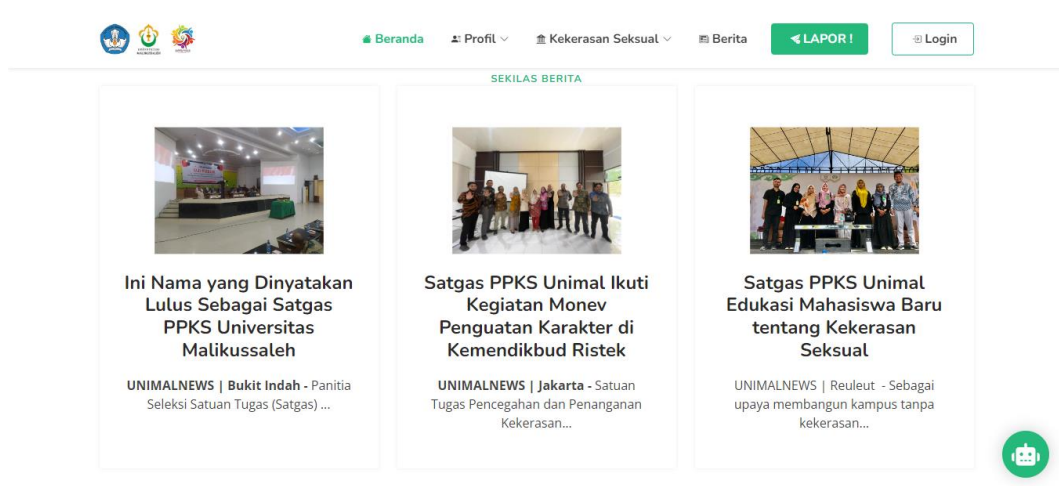 Beranda
Profil
Kekerasan Seksual
Berita
LAPOR !
Login
SEKILAS BERITA
Ini Nama yang Dinyatakan
Lulus Sebagai Satgas
PPKS Universitas
Malikussaleh
UNIMALNEWS | Bukit Indah - Panitia
Seleksi Satuan Tugas (Satgas) ...
Satgas PPKS Unimal Ikuti
Kegiatan Monev
Penguatan Karakter di
Kemendikbud Ristek
UNIMALNEWS | Jakarta - Satuan
Tugas Pencegahan dan Penanganan
Kekerasan...
Satgas PPKS Unimal
Edukasi Mahasiswa Baru
tentang Kekerasan
Seksual
UNIMALNEWS | Reuleut - Sebagai
upaya membangun kampus tanpa
kekerasan...